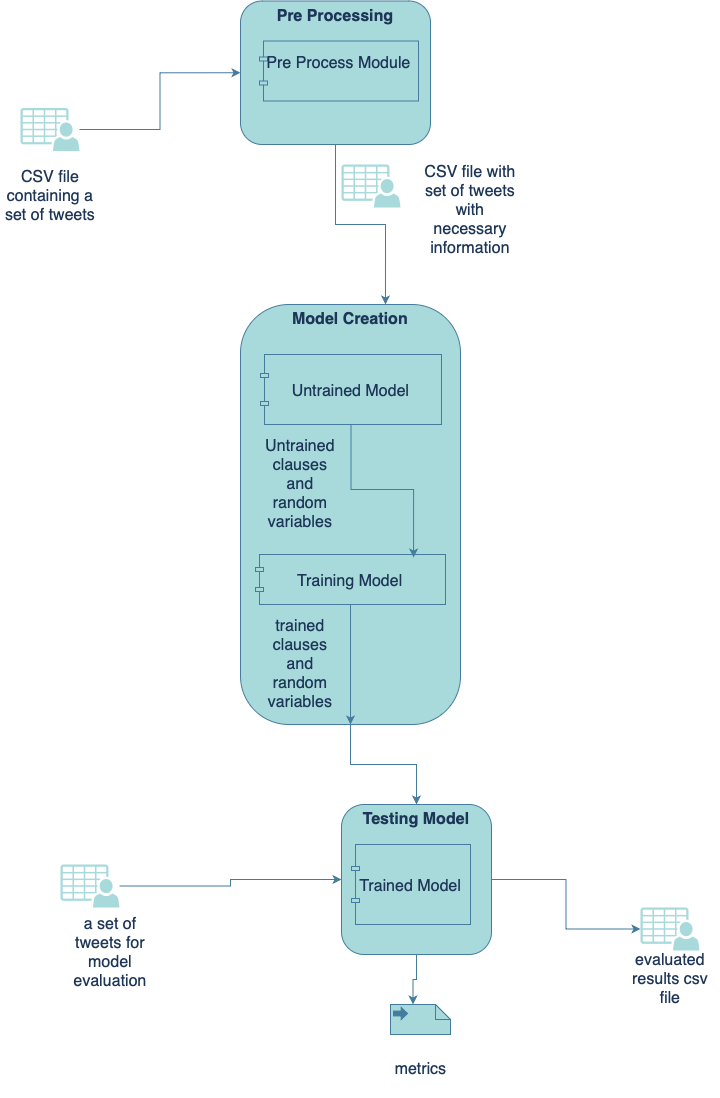 Pre Processing
Pre Process Module
CSV file
containing a
set of tweets
CSV file with
set of tweets
with
necessary
information
Model Creation
Untrained Model
Untrained
clauses
and
random
variables
Training Model
trained
clauses
and
random
variables
Testing Model
Trained Model
a set of
tweets for
model
evaluation
evaluated
results csv
file
metrics